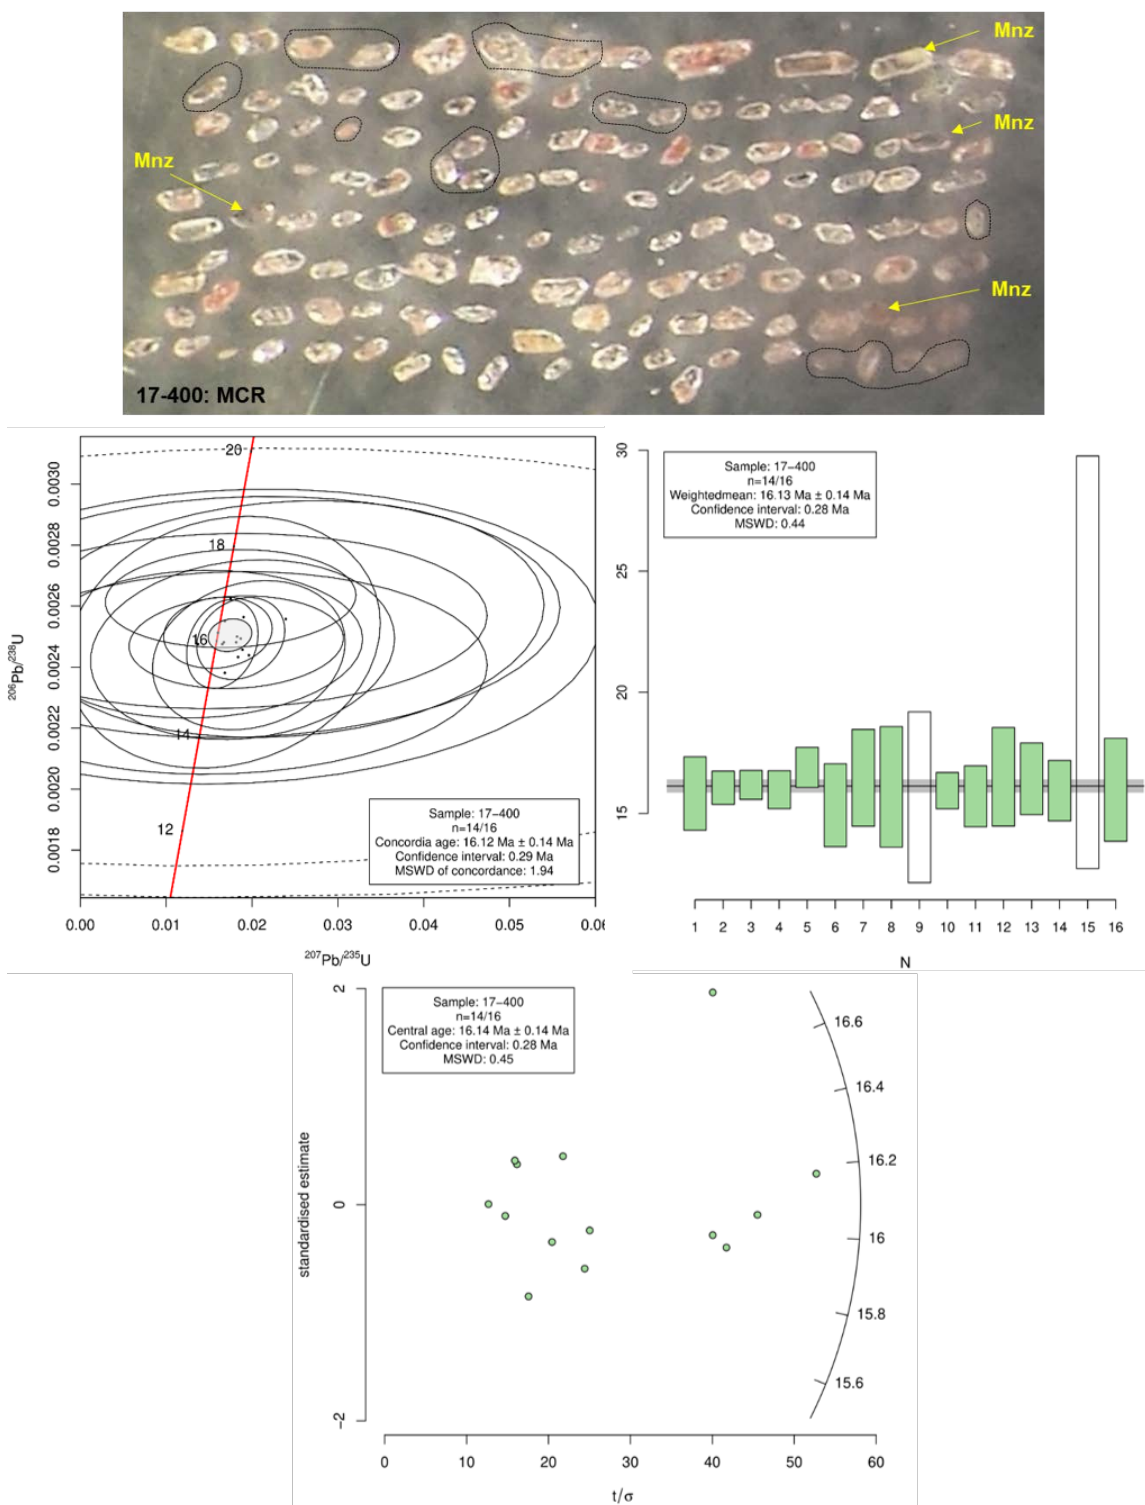 Mnz
Mnz
Mnz
Mnz
17-400: MCR
20
18
16
14
12
0.0030
0.0028
0.0026
0.0024
0.0022
0.0020
0.0018
206Pb/238U
Sample: 17−400
n=14/16
Concordia age: 16.12 Ma ± 0.14 Ma
Confidence interval: 0.29 Ma
MSWD of concordance: 1.94
0.00 0.01 0.02 0.03 0.04 0.05 0.06
207Pb/235U
30
25
20
15
Sample: 17−400
n=14/16
Weightedmean: 16.13 Ma ± 0.14 Ma
Confidence interval: 0.28 Ma
MSWD: 0.44
1 2 3 4 5 6 7 8 9 10 11 12 13 14 15 16
N
2
0
−2
standardised estimate
Sample: 17−400
n=14/16
Central age: 16.14 Ma ± 0.14 Ma
Confidence interval: 0.28 Ma
MSWD: 0.45
16.6
16.4
16.2
16
15.8
15.6
0 10 20 30 40 50 60
t/σ